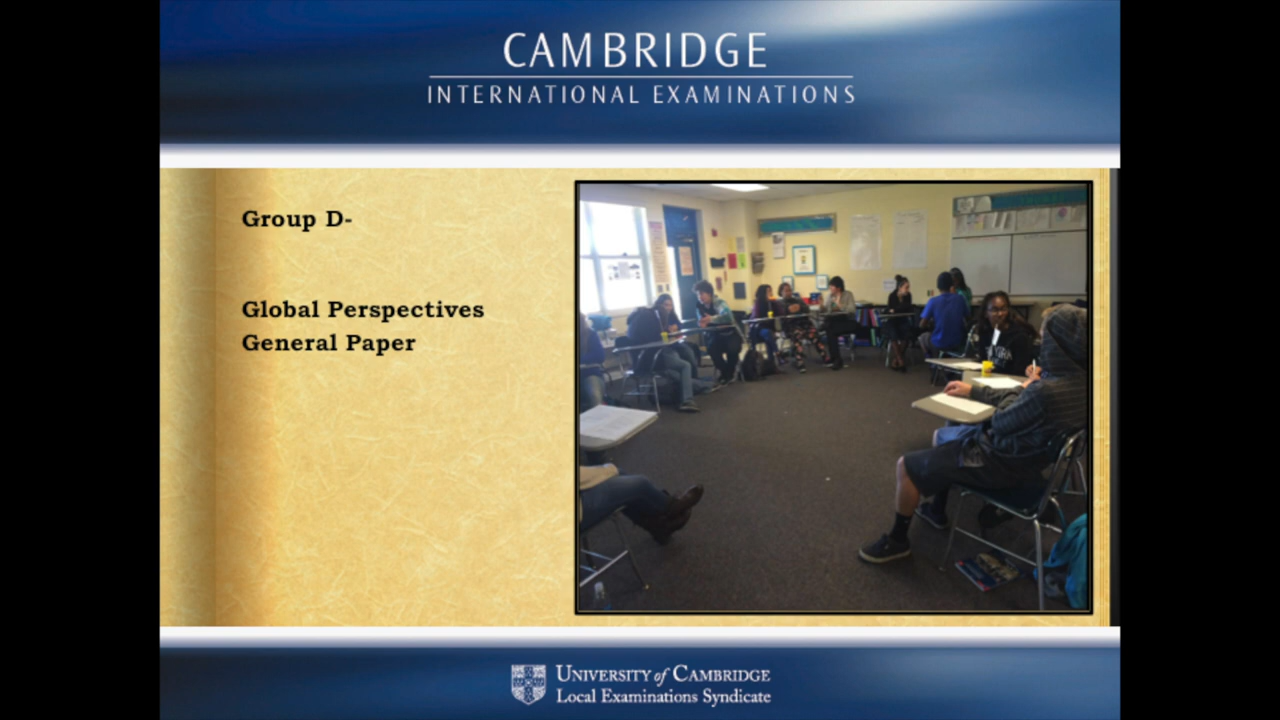 CAMBRIDGE
INTERNATIONAL EXAMINATIONS
Group D-
Global Perspectives
General Paper
UNIVERSITY of CAMBRIDGE
Local Examinations Syndicate